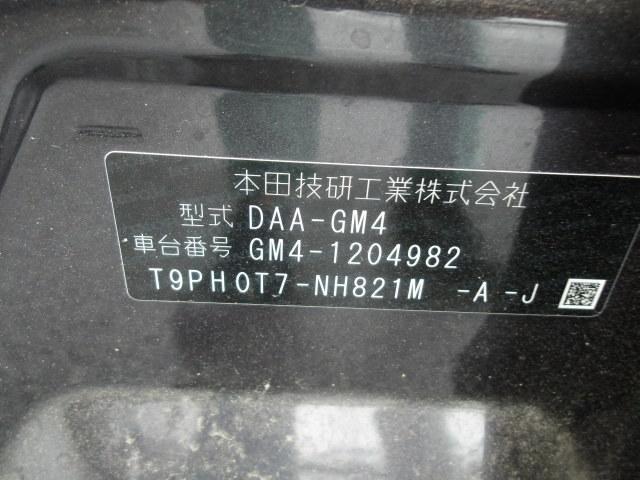 本田技研工業株式会社
型式 DAA-GM4
車台番号 GM4-1204982
T9PH0T7-NH821M -A -J